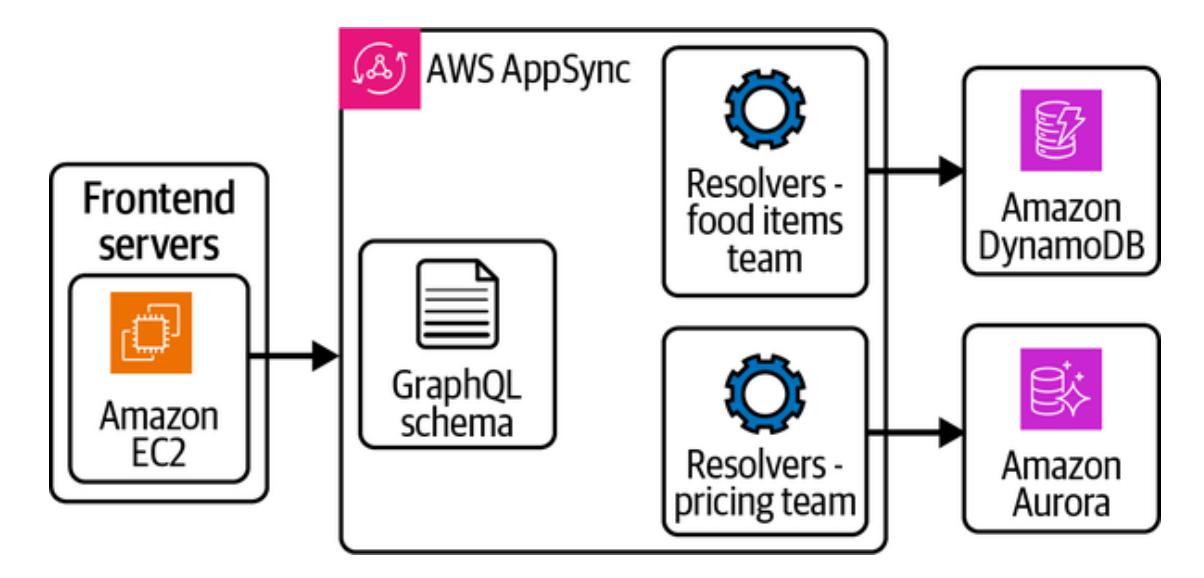 AWS AppSync
Frontend
servers
Amazon
EC2
GraphQL
schema
Resolvers -
food items
team
Resolvers -
pricing team
Amazon
DynamoDB
Amazon
Aurora